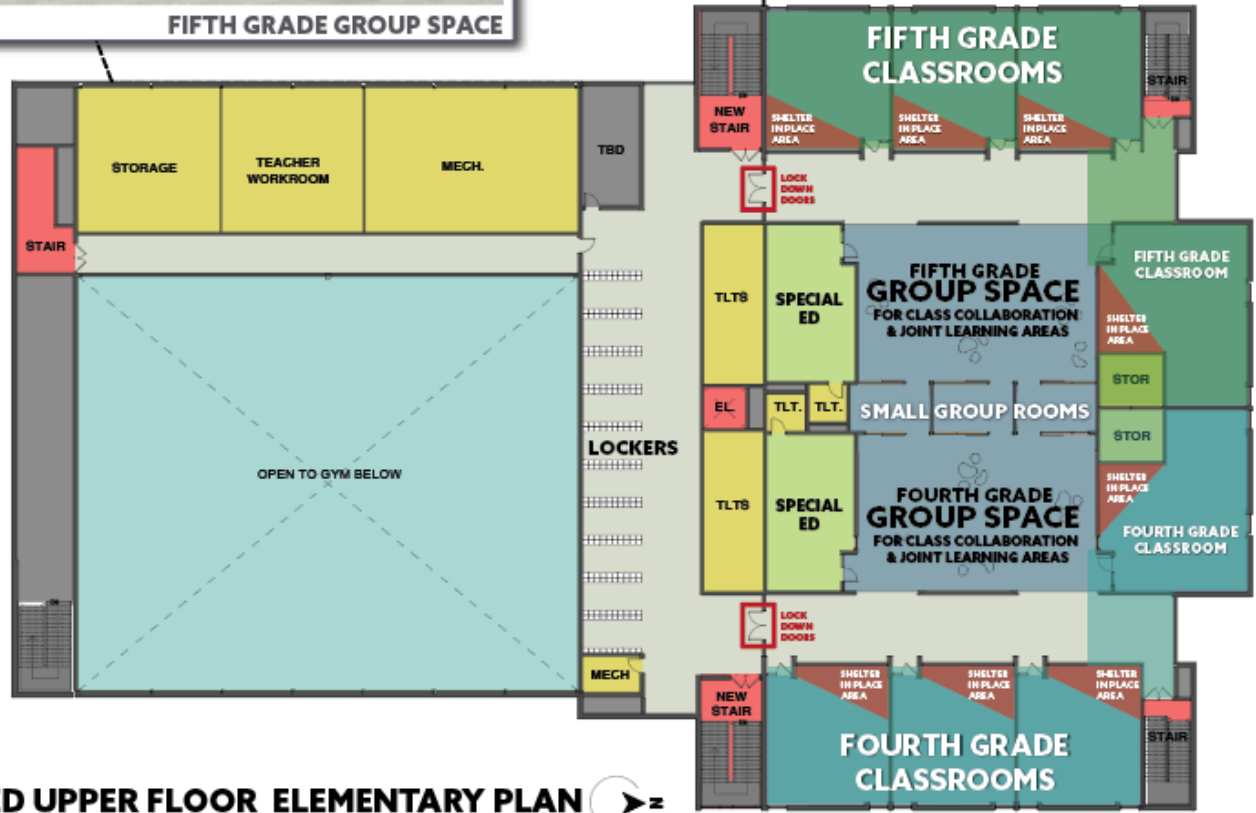 FIFTH GRADE GROUP SPACE
FIFTH GRADE
CLASSROOMS
STAIR
NEW
STAIR
SHELTER
IN PLACE
AREA
SHELTER
IN PLACE
AREA
SHELTER
IN PLACE
AREA
STORAGE
TEACHER
WORKROOM
MECH.
TBD
LOCK
DOWN
DOORS
STAIR
TLTS
SPECIAL
ED
FIFTH GRADE
GROUP SPACE
FOR CLASS COLLABORATION
& JOINT LEARNING AREAS
FIFTH GRADE
CLASSROOM
SHELTER
IN PLACE
AREA
STOR
EL.
TLT.
TLT.
SMALL GROUP ROOMS
STOR
LOCKERS
OPEN TO GYM BELOW
TLTS
SPECIAL
ED
FOURTH GRADE
GROUP SPACE
FOR CLASS COLLABORATION
& JOINT LEARNING AREAS
SHELTER
IN PLACE
AREA
FOURTH GRADE
CLASSROOM
LOCK
DOWN
DOORS
MECH
NEW
STAIR
SHELTER
IN PLACE
AREA
SHELTER
IN PLACE
AREA
SHELTER
IN PLACE
AREA
STAIR
FOURTH GRADE
CLASSROOMS
ED UPPER FLOOR ELEMENTARY PLAN
N